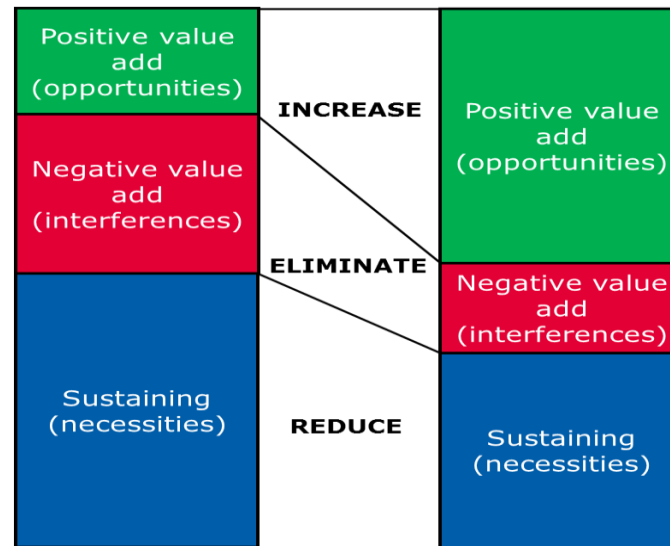 Positive value
add
(opportunities)
Negative value
add
(interferences)
Sustaining
(necessities)
INCREASE
ELIMINATE
REDUCE
Positive value
add
(opportunities)
Negative value
add
(interferences)
Sustaining
(necessities)